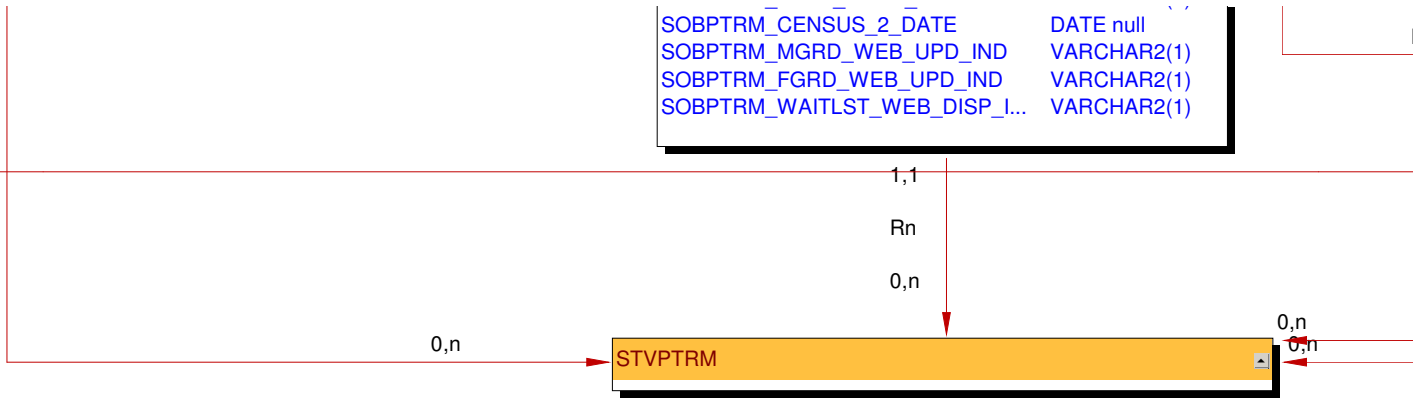 SOBPTRM_CENSUS_2_DATE DATE null
SOBPTRM_MGRD_WEB_UPD_IND VARCHAR2(1)
SOBPTRM_FGRD_WEB_UPD_IND VARCHAR2(1)
SOBPTRM_WAITLST_WEB_DISP_I... VARCHAR2(1)
1,1
Rn
0,n
0,n
0,n
0,n
STVPTRM